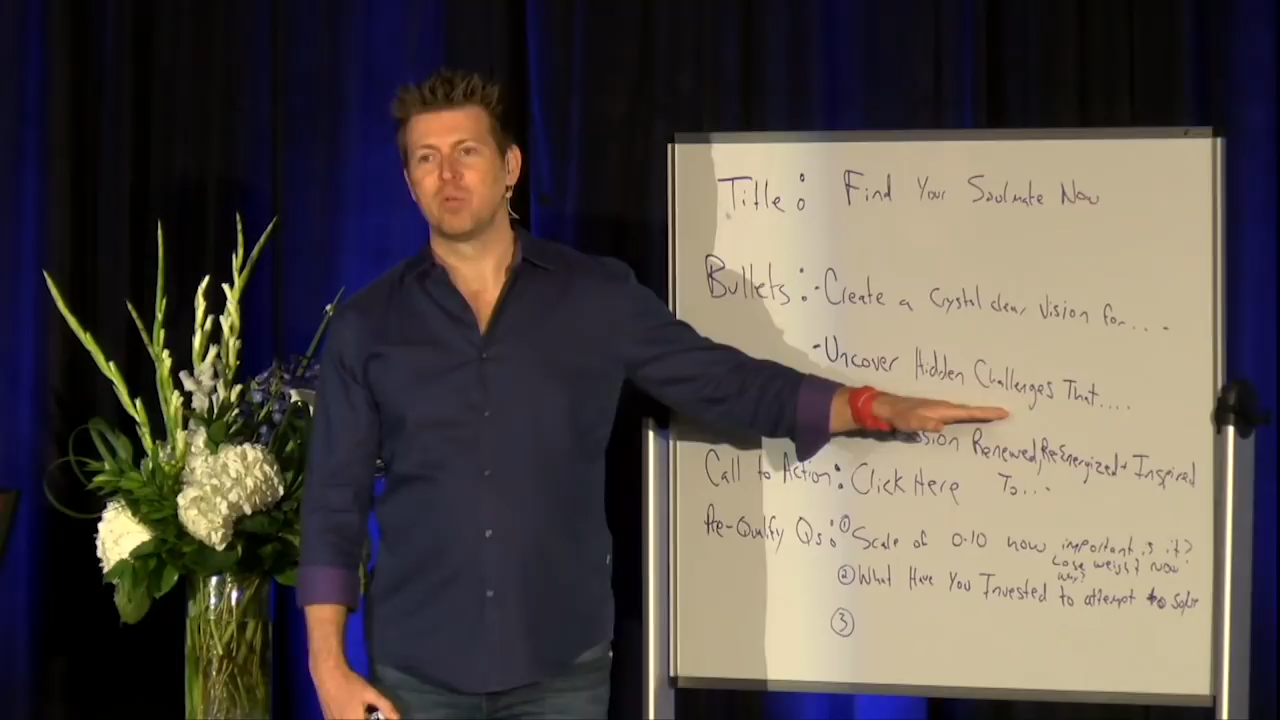 Title: Find Your Soulmate Now
Bullets: -Create a Crystal clear Vision for....
-Uncover Hidden Challenges That....
Renewed, ReEnergized + Inspired
Call to Action: Click Here To...
Pre-Qualify Qs: ① Scale of 0-10 how important is it?
Lose weight now
why?
② What Have You Invested to attempt to solve
③